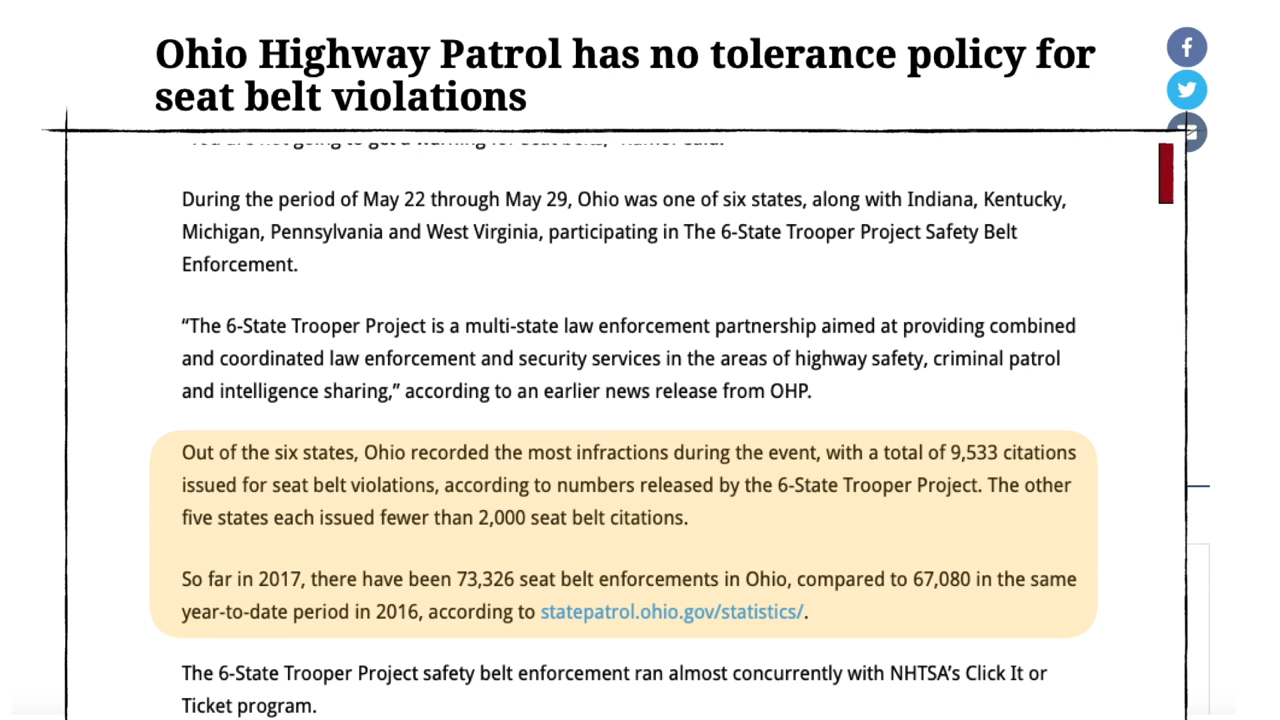 Ohio Highway Patrol has no tolerance policy for
seat belt violations
During the period of May 22 through May 29, Ohio was one of six states, along with Indiana, Kentucky,
Michigan, Pennsylvania and West Virginia, participating in The 6-State Trooper Project Safety Belt
Enforcement.
“The 6-State Trooper Project is a multi-state law enforcement partnership aimed at providing combined
and coordinated law enforcement and security services in the areas of highway safety, criminal patrol
and intelligence sharing,” according to an earlier news release from OHP.
Out of the six states, Ohio recorded the most infractions during the event, with a total of 9,533 citations
issued for seat belt violations, according to numbers released by the 6-State Trooper Project. The other
five states each issued fewer than 2,000 seat belt citations.
So far in 2017, there have been 73,326 seat belt enforcements in Ohio, compared to 67,080 in the same
year-to-date period in 2016, according to statepatrol.ohio.gov/statistics/.
The 6-State Trooper Project safety belt enforcement ran almost concurrently with NHTSA’s Click It or
Ticket program.